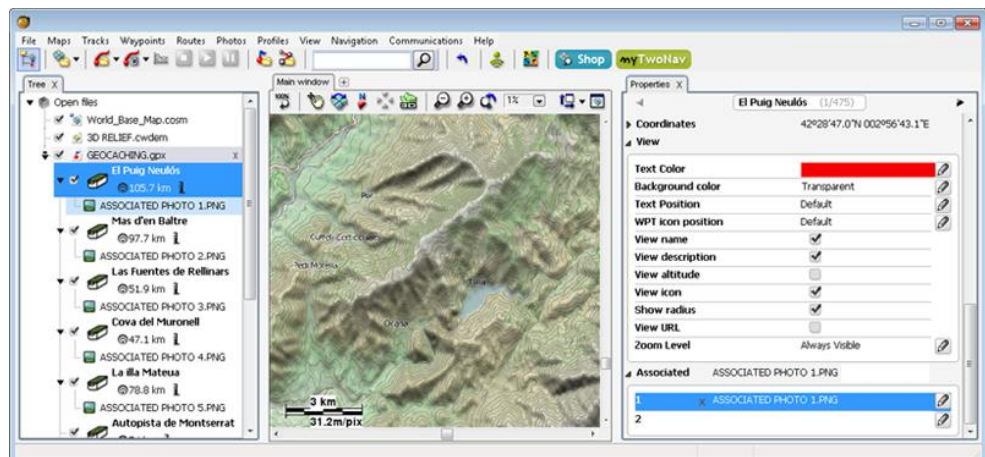 File Maps Tracks Waypoints Routes Photos Profiles View Navigation Communications Help
Shop
myTwoNav
Tree X
Open files
World_Base_Map.cosm
3D RELIEF.cwdem
GEOCACHING.gpx X
El Puig Neulós
105.7 km
ASSOCIATED PHOTO 1.PNG
Mas d'en Baltre
97.7 km
ASSOCIATED PHOTO 2.PNG
Las Fuentes de Rellinars
51.9 km
ASSOCIATED PHOTO 3.PNG
Cova del Muronell
47.1 km
ASSOCIATED PHOTO 4.PNG
La illa Mateua
78.8 km
ASSOCIATED PHOTO 5.PNG
Autopista de Montserrat
Main window
100%
1%
3 km
31.2m/pix
Properties X
El Puig Neulós (1/475)
Coordinates 42º28'47.0"N 002º56'43.1"E
View
Text Color
Background color Transparent
Text Position Default
WPT icon position Default
View name
View description
View altitude
View icon
Show radius
View URL
Zoom Level Always Visible
Associated ASSOCIATED PHOTO 1.PNG
1 x ASSOCIATED PHOTO 1.PNG
2